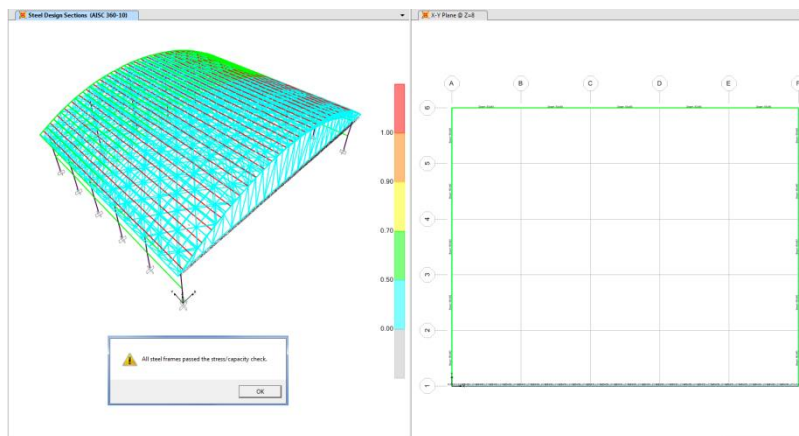 Steel Design Sections (AISC 360-10)
X-Y Plane @ Z=8
A B C D E F
6
5
4
3
2
1
1.00
0.90
0.70
0.50
0.00
All steel frames passed the stress/capacity check.
OK